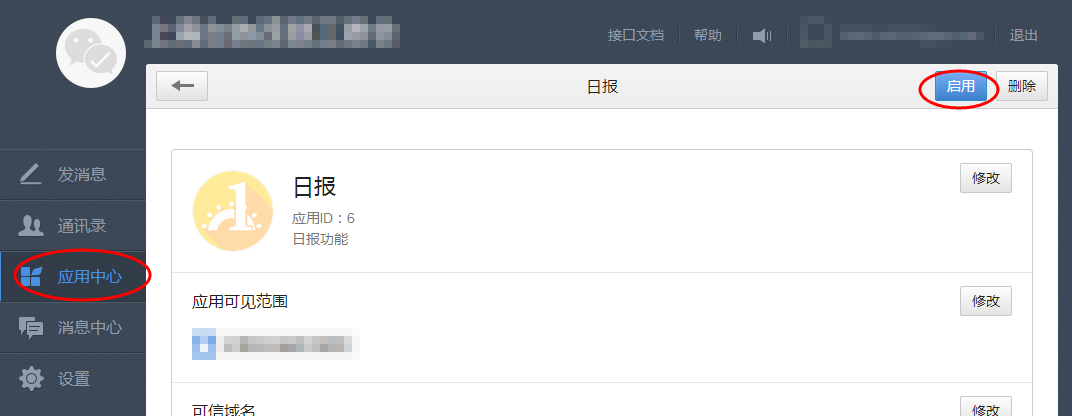 接口文档
帮助
退出
日报
启用
删除
发消息
通讯录
应用中心
消息中心
设置
日报
修改
应用ID：6
日报功能
应用可见范围
修改
可信域名
修改